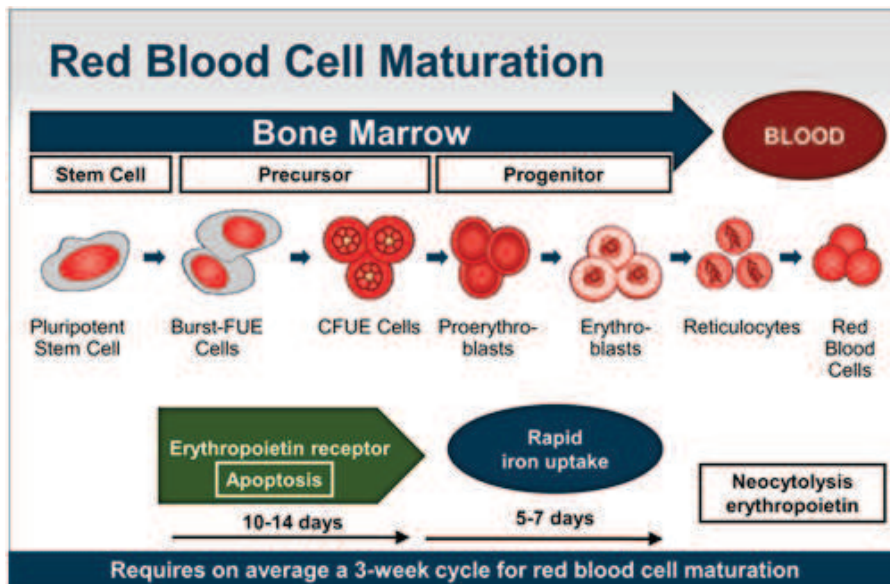 Red Blood Cell Maturation
Bone Marrow
BLOOD
Stem Cell
Precursor
Progenitor
Pluripotent
Stem Cell
Burst-FUE
Cells
CFUE Cells
Proerythro-
blasts
Erythro-
blasts
Reticulocytes
Red
Blood
Cells
Erythropoietin receptor
Apoptosis
Rapid
iron uptake
Neocytolysis
erythropoietin
10-14 days
5-7 days
Requires on average a 3-week cycle for red blood cell maturation